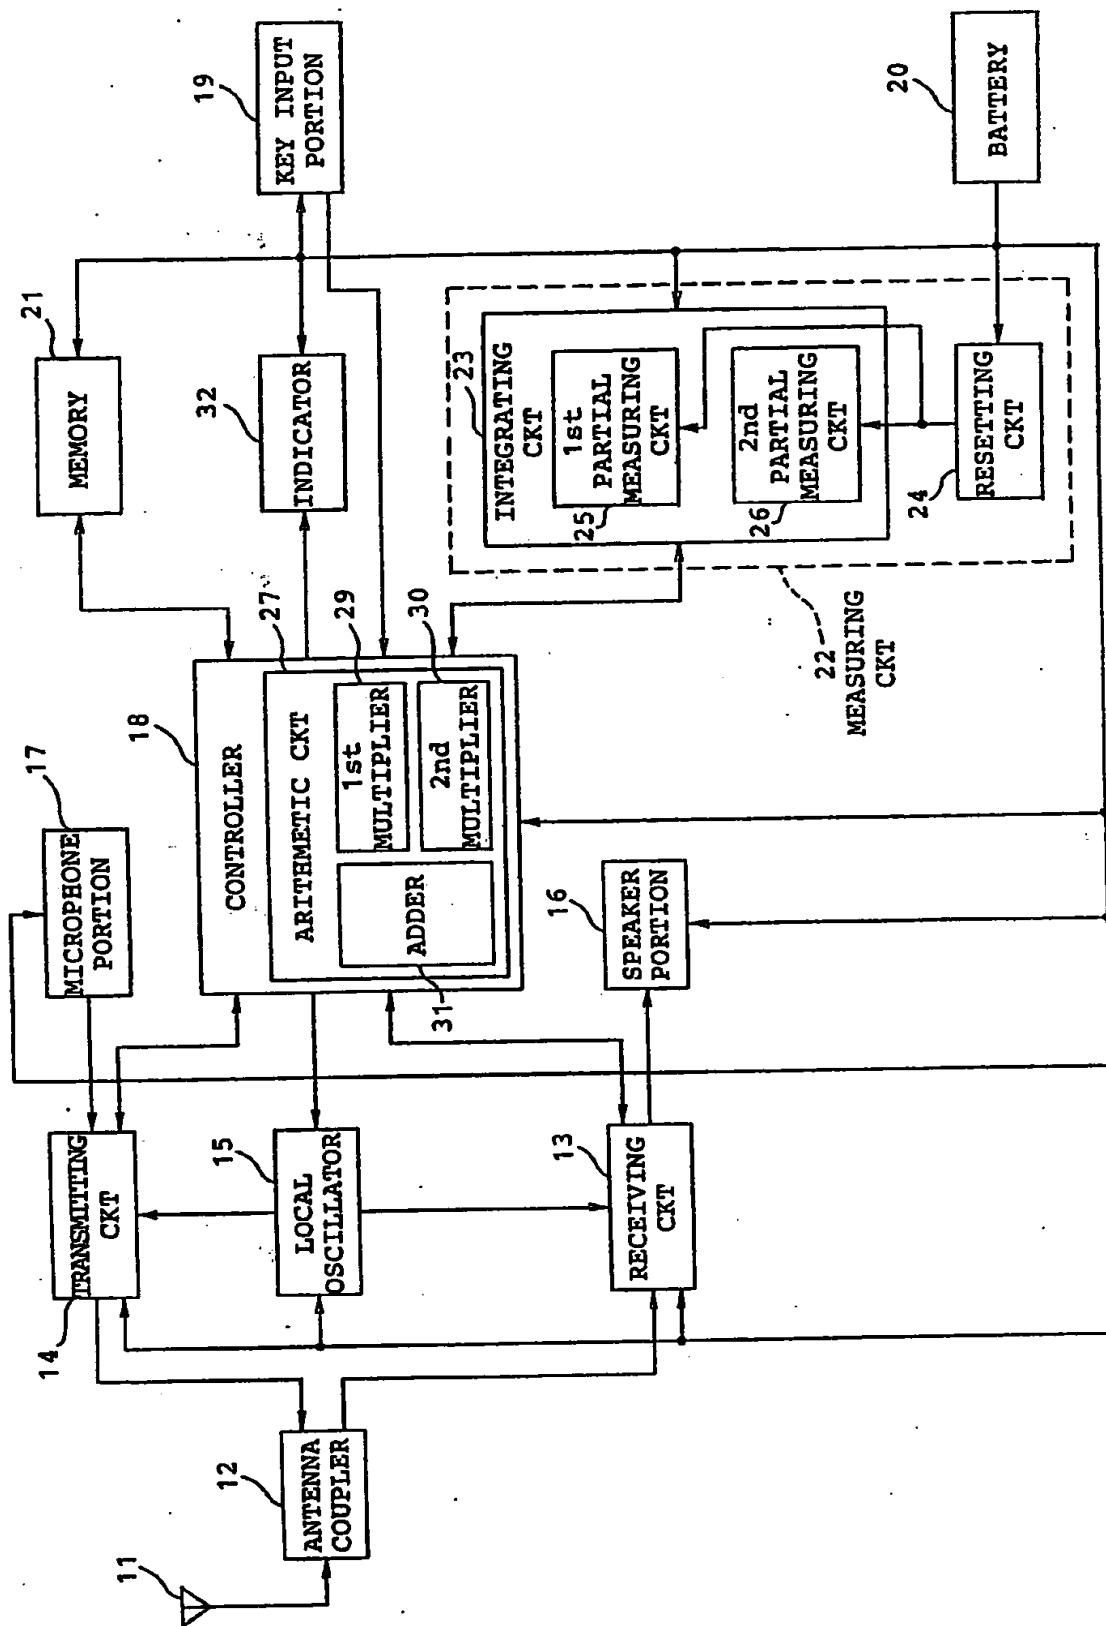 11
12
ANTENNA
COUPLER
14
TRANSMITTING
CKT
15
LOCAL
OSCILLATOR
13
RECEIVING
CKT
17
MICROPHONE
PORTION
16
SPEAKER
PORTION
18
CONTROLLER
27
ARITHMETIC CKT
ADDER
31
1st
MULTIPLIER
29
2nd
MULTIPLIER
30
21
MEMORY
32
INDICATOR
19
KEY INPUT
PORTION
22
MEASURING
CKT
23
INTEGRATING
CKT
25
1st
PARTIAL
MEASURING
CKT
26
2nd
PARTIAL
MEASURING
CKT
24
RESETTING
CKT
20
BATTERY